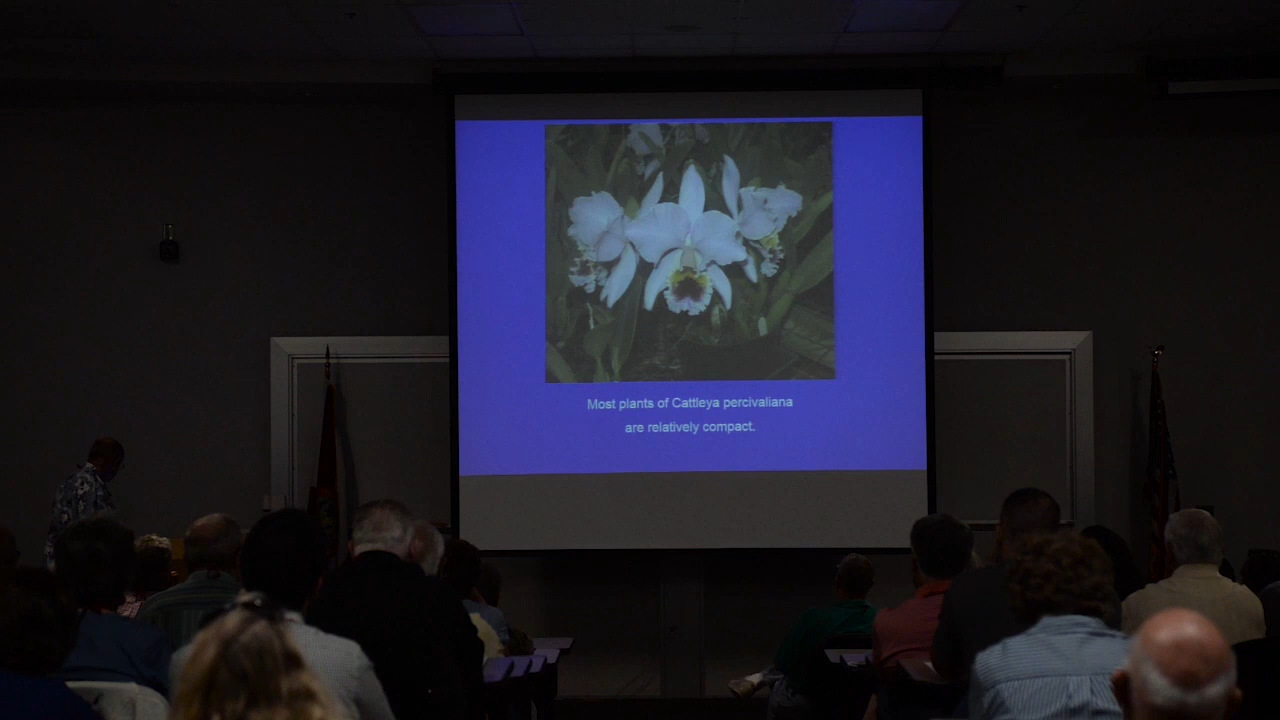 Most plants of Cattleya percivaliana
are relatively compact.